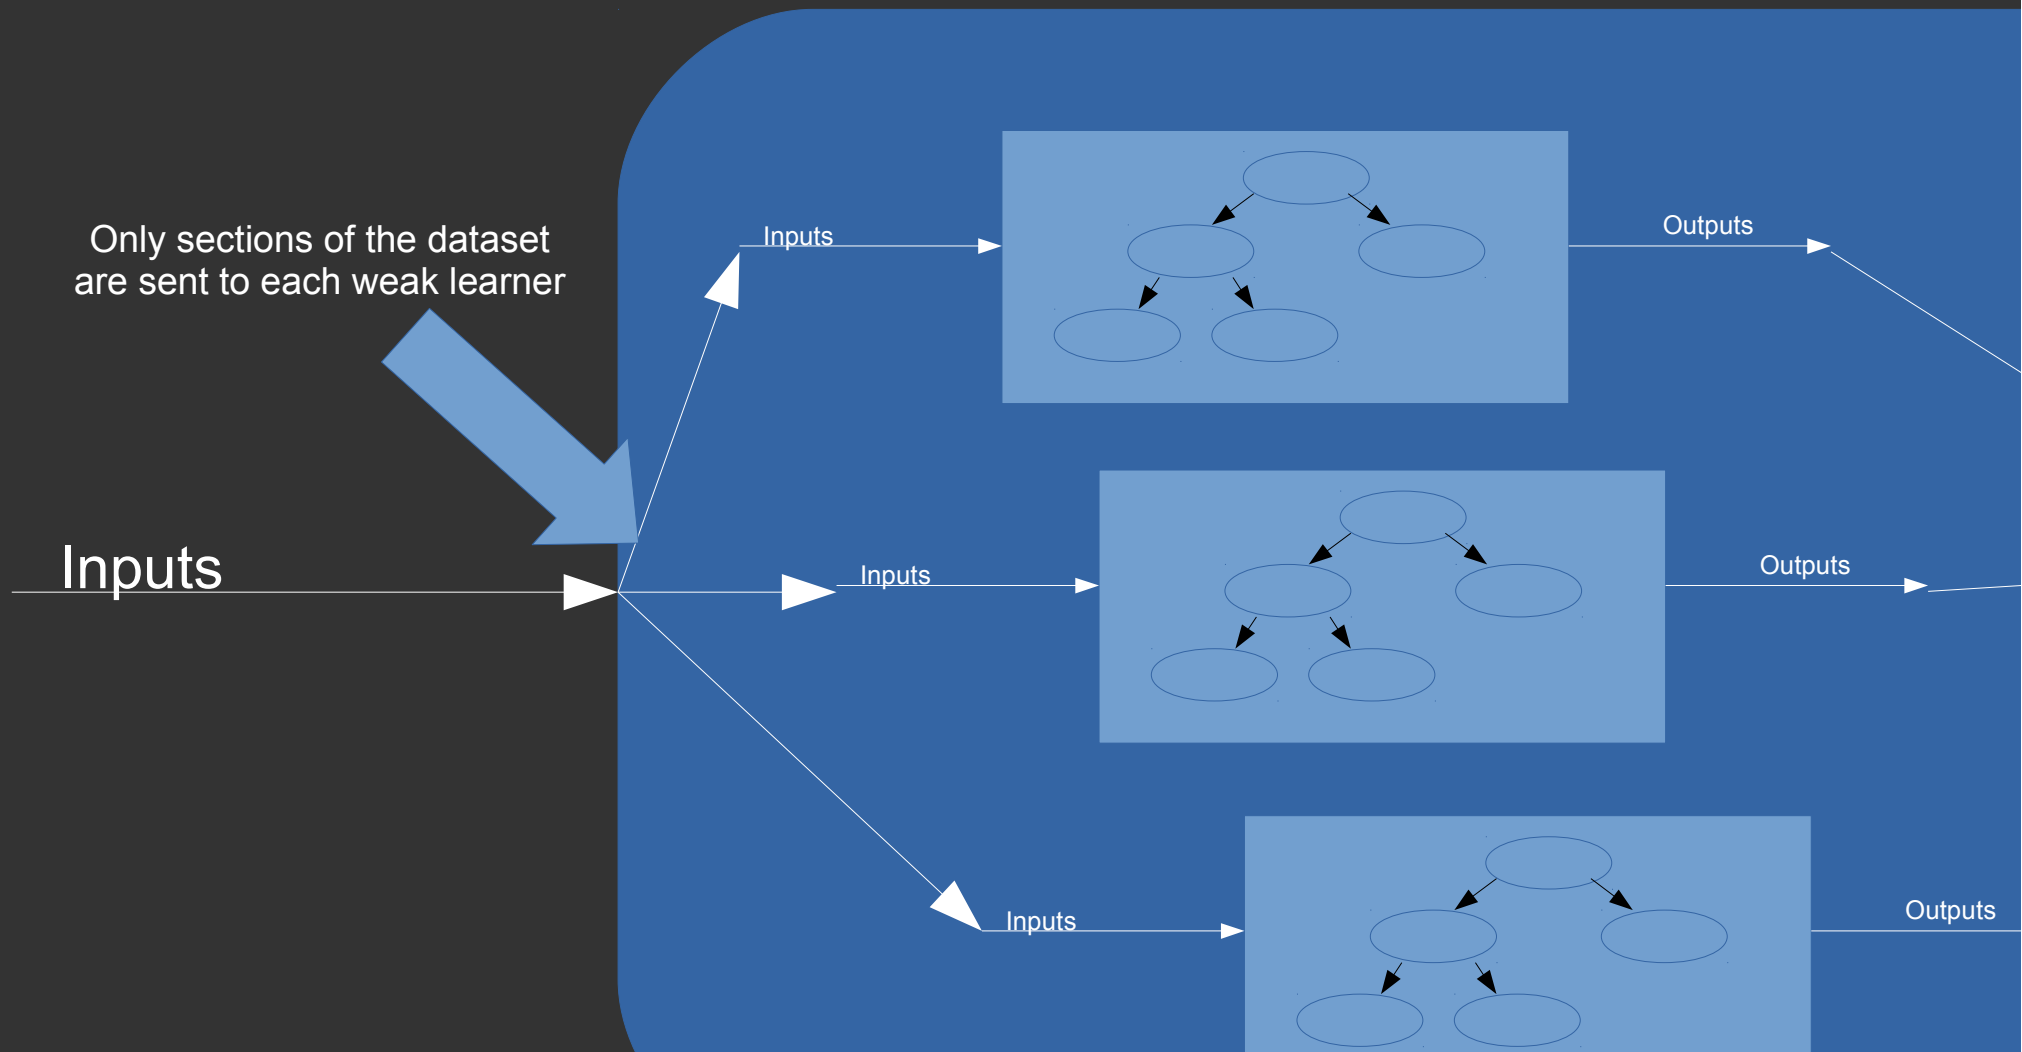 Only sections of the dataset
are sent to each weak learner
Inputs
Inputs
Outputs
Inputs
Outputs
Inputs
Outputs